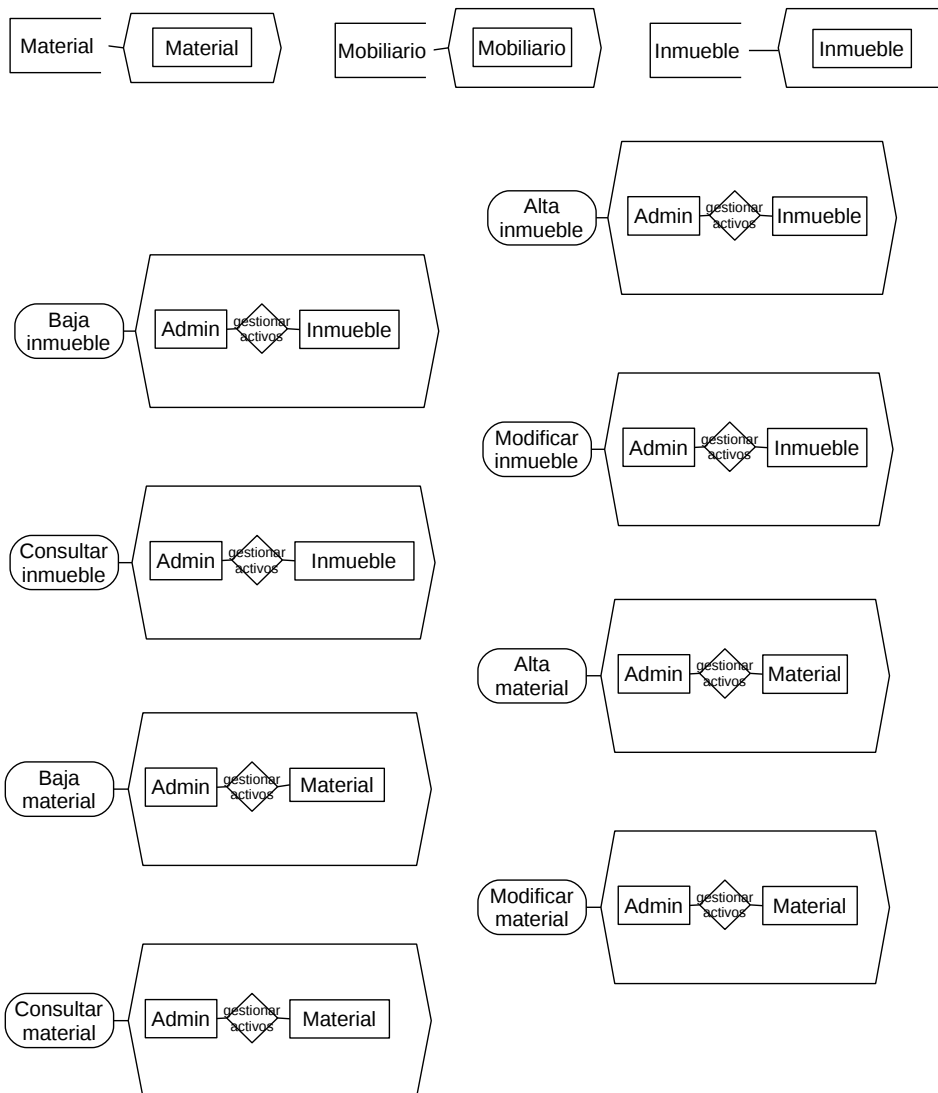 Material
Material
Mobiliario
Mobiliario
Inmueble
Inmueble
Alta
inmueble
Admin
gestionar
activos
Inmueble
Baja
inmueble
Admin
gestionar
activos
Inmueble
Modificar
inmueble
Admin
gestionar
activos
Inmueble
Consultar
inmueble
Admin
gestionar
activos
Inmueble
Alta
material
Admin
gestionar
activos
Material
Baja
material
Admin
gestionar
activos
Material
Modificar
material
Admin
gestionar
activos
Material
Consultar
material
Admin
gestionar
activos
Material